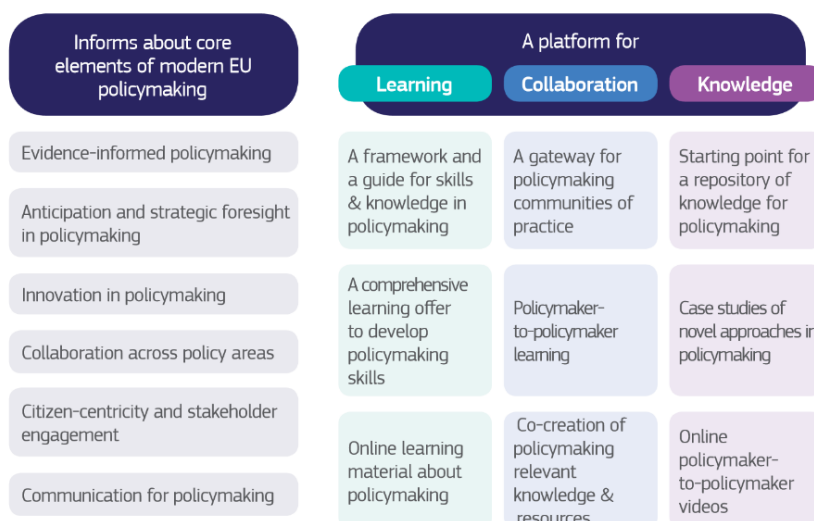 Informs about core
elements of modern EU
policymaking
Evidence-informed policymaking
Anticipation and strategic foresight
in policymaking
Innovation in policymaking
Collaboration across policy areas
Citizen-centricity and stakeholder
engagement
Communication for policymaking
A platform for
Learning
Collaboration
Knowledge
A framework and
a guide for skills
& knowledge in
policymaking
A gateway for
policymaking
communities of
practice
Starting point for
a repository of
knowledge for
policymaking
A comprehensive
learning offer
to develop
policymaking
skills
Policymaker-
to-policymaker
learning
Case studies of
novel approaches in
policymaking
Online learning
material about
policymaking
Co-creation of
policymaking
relevant
knowledge &
resources
Online
policymaker-
to-policymaker
videos